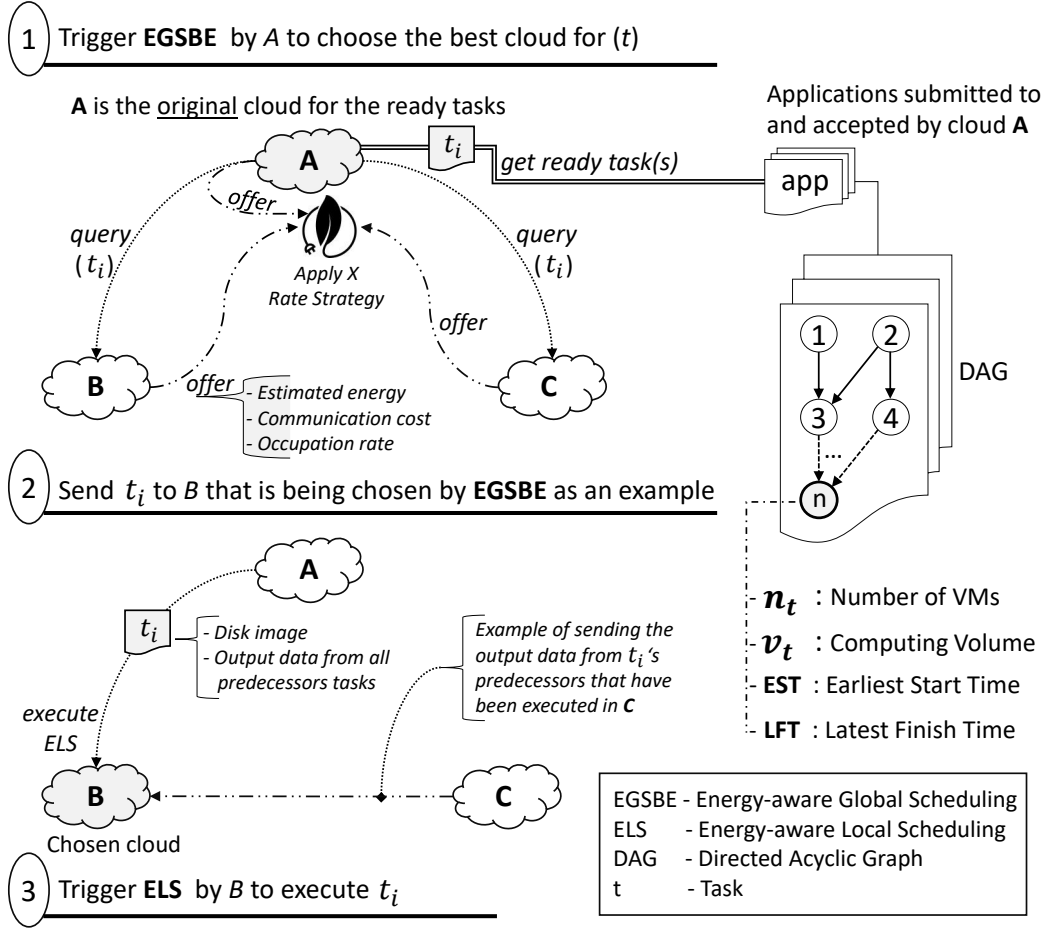 1 Trigger EGSBE by A to choose the best cloud for (t)
A is the original cloud for the ready tasks
Applications submitted to
and accepted by cloud A
t_i
get ready task(s)
app
A
offer
query
(t_i)
query
(t_i)
Apply X
Rate Strategy
offer
B
C
offer
- Estimated energy
- Communication cost
- Occupation rate
1 2
3 4
...
n
DAG
2 Send t_i to B that is being chosen by EGSBE as an example
A
t_i
- Disk image
- Output data from all
predecessors tasks
Example of sending the
output data from t_i 's
predecessors that have
been executed in C
execute
ELS
B
C
Chosen cloud
- n_t : Number of VMs
- v_t : Computing Volume
- EST : Earliest Start Time
- LFT : Latest Finish Time
EGSBE - Energy-aware Global Scheduling
ELS - Energy-aware Local Scheduling
DAG - Directed Acyclic Graph
t - Task
3 Trigger ELS by B to execute t_i